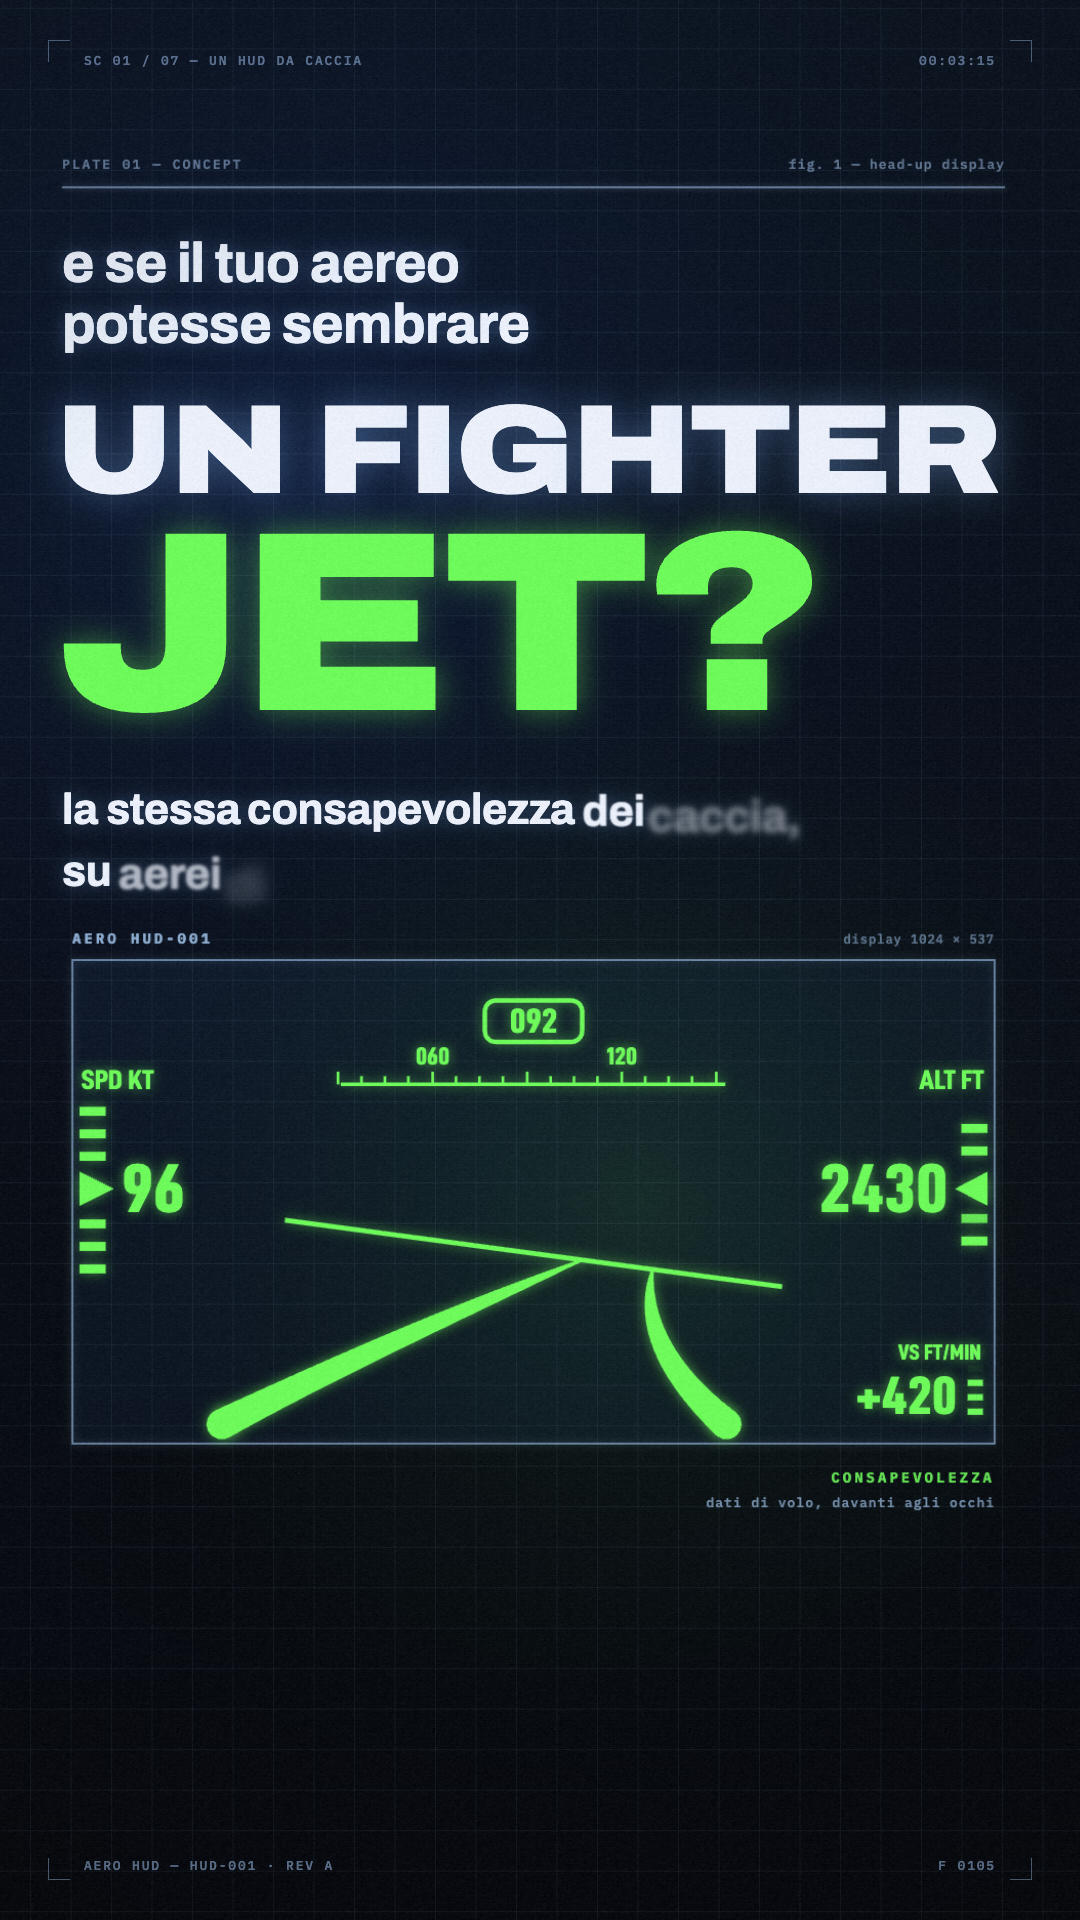 SC 01 / 07 — UN HUD DA CACCIA
00:03:15
PLATE 01 — CONCEPT
fig. 1 — head-up display
e se il tuo aereo
potesse sembrare
UN FIGHTER
JET?
la stessa consapevolezza dei caccia,
su aerei
AERO HUD-001
display 1024 × 537
092
060
120
SPD KT
ALT FT
96
2430
VS FT/MIN
+420
CONSAPEVOLEZZA
dati di volo, davanti agli occhi
AERO HUD — HUD-001 · REV A
F 0105